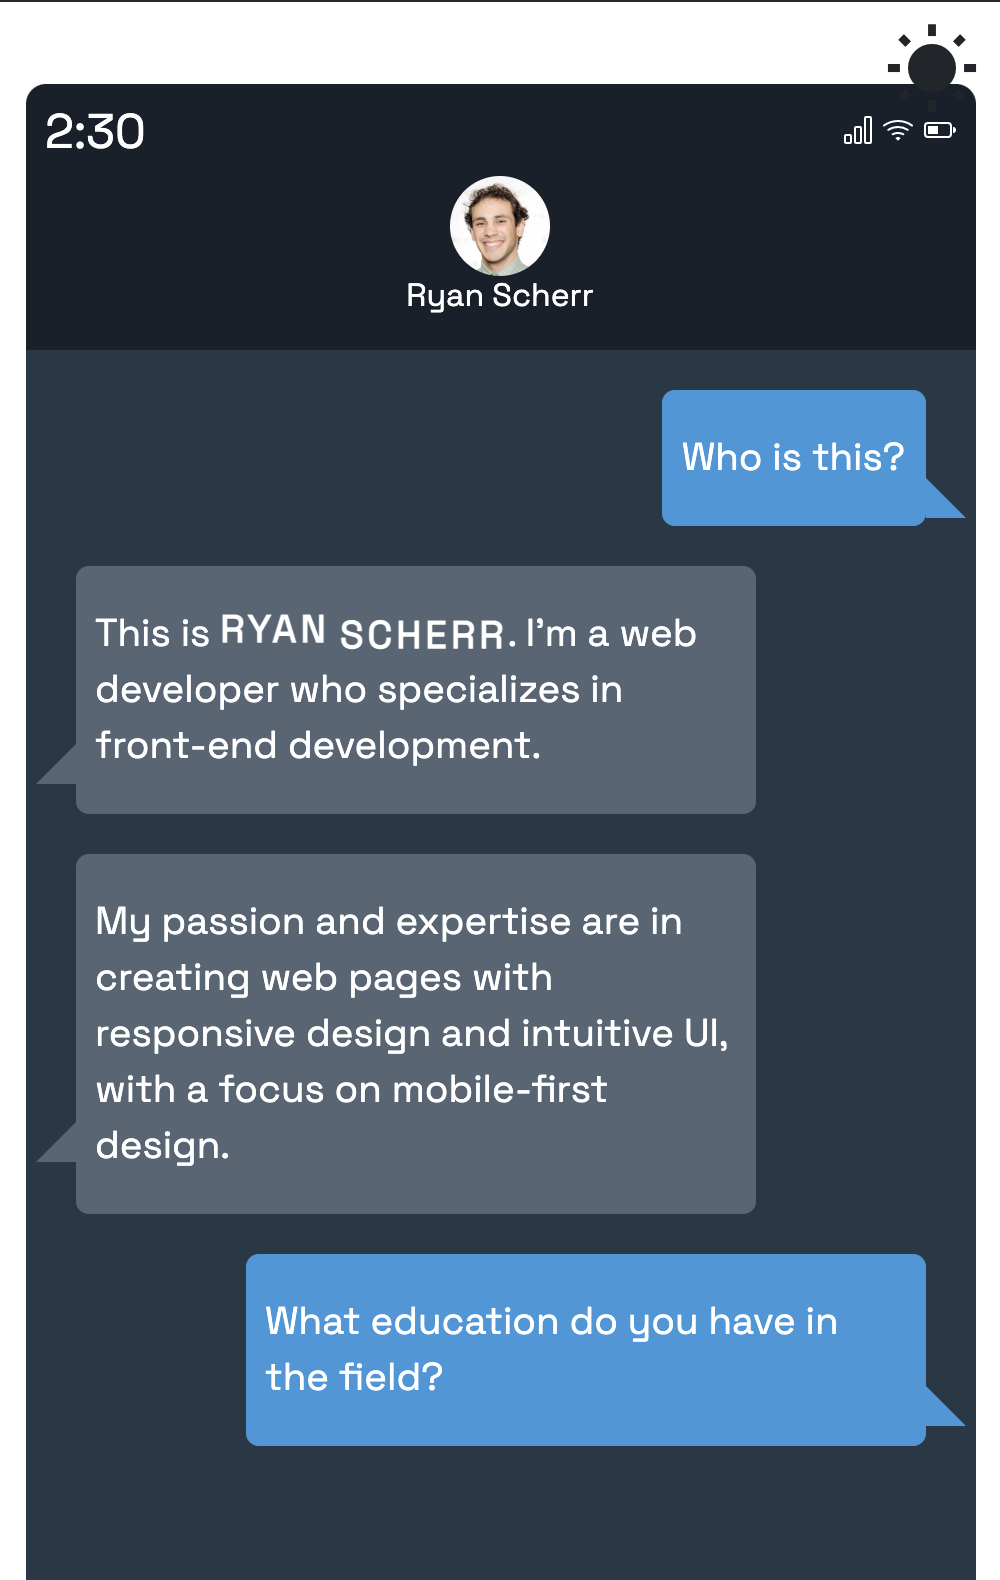 2:30
Ryan Scherr
Who is this?
This is RYAN SCHERR. I'm a web
developer who specializes in
front-end development.
My passion and expertise are in
creating web pages with
responsive design and intuitive UI,
with a focus on mobile-first
design.
What education do you have in
the field?